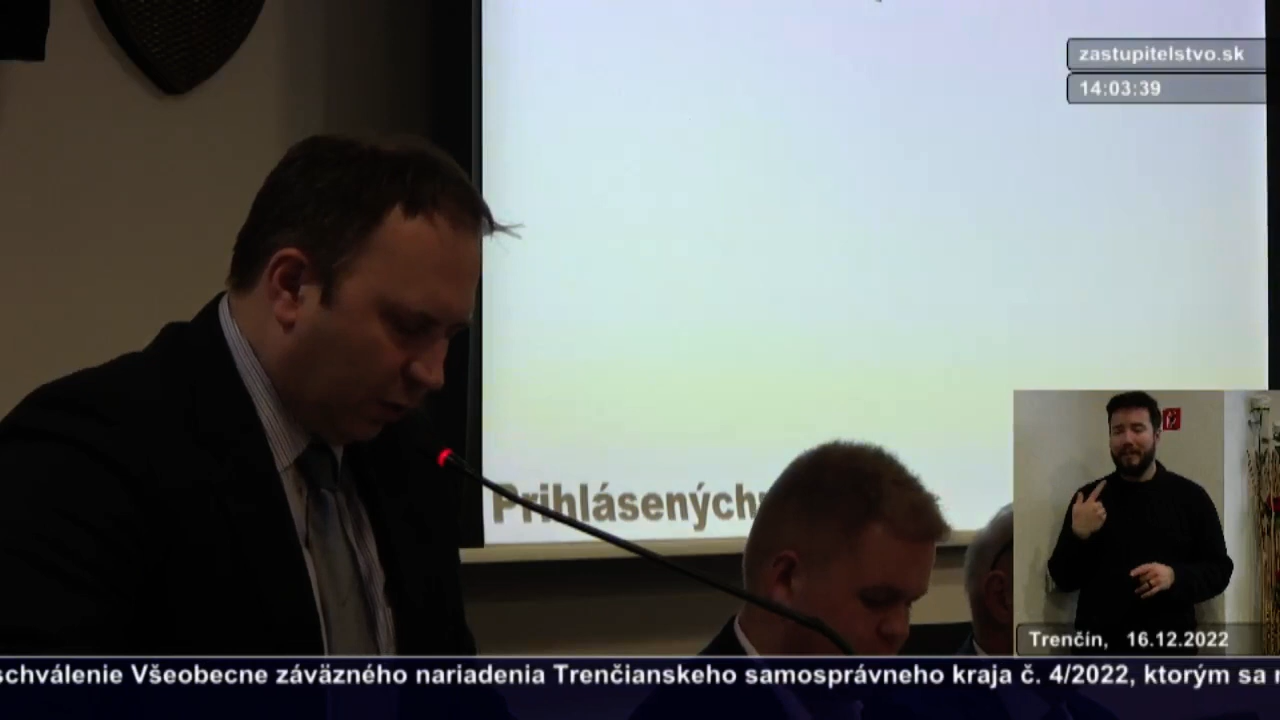 zastupitelstvo.sk
14:03:39
Prihlásených:
Trenčín, 16.12.2022
schválenie Všeobecne záväzného nariadenia Trenčianskeho samosprávneho kraja č. 4/2022, ktorým sa